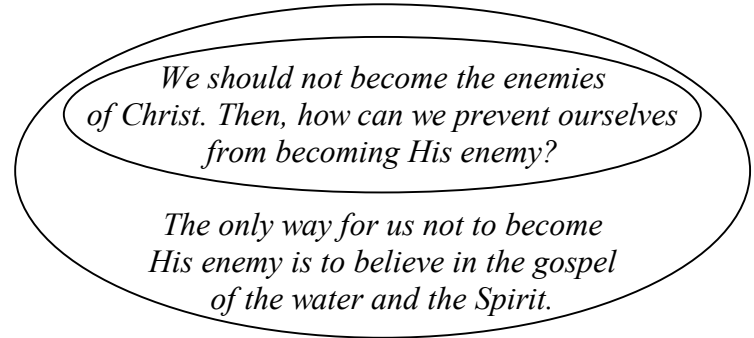 We should not become the enemies
of Christ. Then, how can we prevent ourselves
from becoming His enemy?
The only way for us not to become
His enemy is to believe in the gospel
of the water and the Spirit.